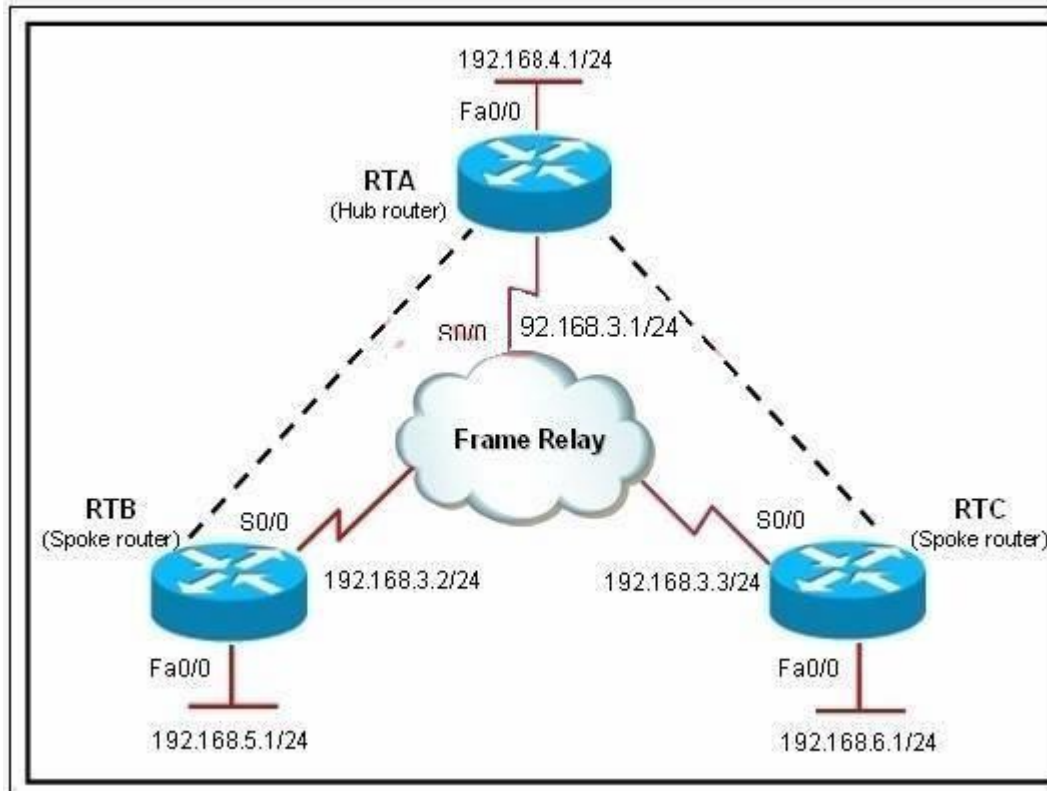 192.168.4.1/24
Fa0/0
RTA
(Hub router)
S0/0
92.168.3.1/24
Frame Relay
RTB
(Spoke router)
S0/0
192.168.3.2/24
Fa0/0
192.168.5.1/24
RTC
(Spoke router)
S0/0
192.168.3.3/24
Fa0/0
192.168.6.1/24